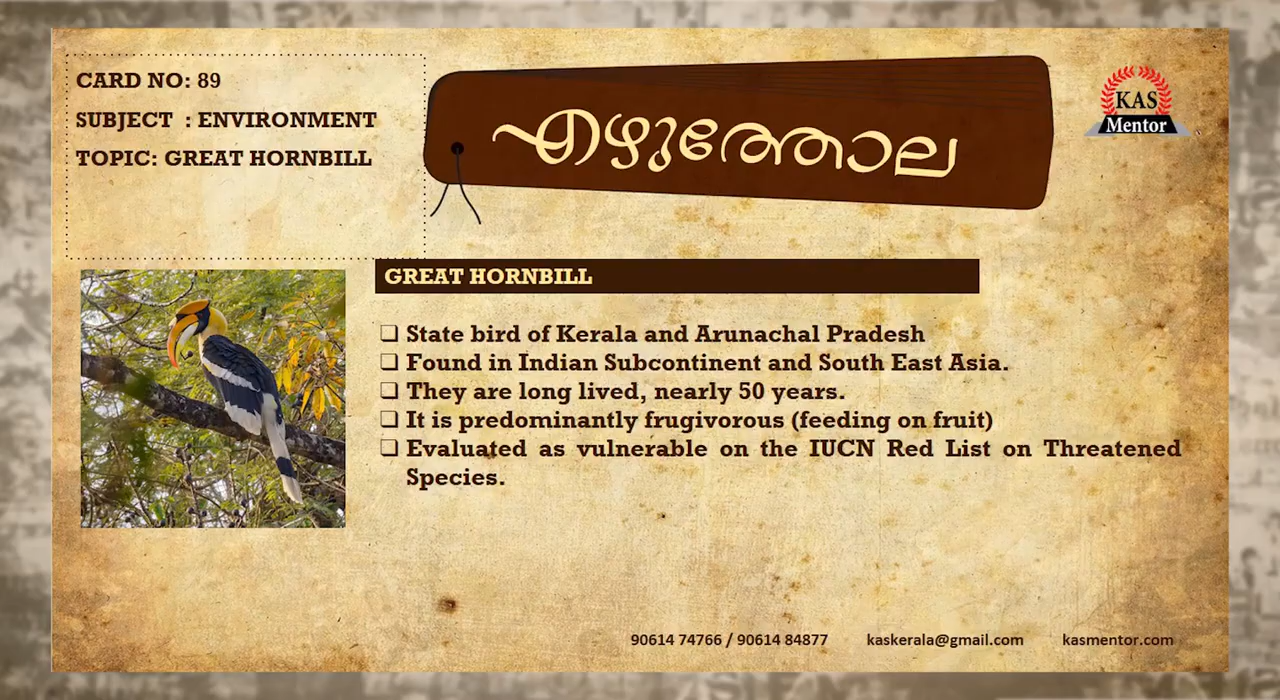 CARD NO: 89
SUBJECT : ENVIRONMENT
TOPIC: GREAT HORNBILL
എഴുത്തോല
KAS
Mentor
GREAT HORNBILL
❑ State bird of Kerala and Arunachal Pradesh
❑ Found in Indian Subcontinent and South East Asia.
❑ They are long lived, nearly 50 years.
❑ It is predominantly frugivorous (feeding on fruit)
❑ Evaluated as vulnerable on the IUCN Red List on Threatened
Species.
90614 74766 / 90614 84877 kaskerala@gmail.com kasmentor.com